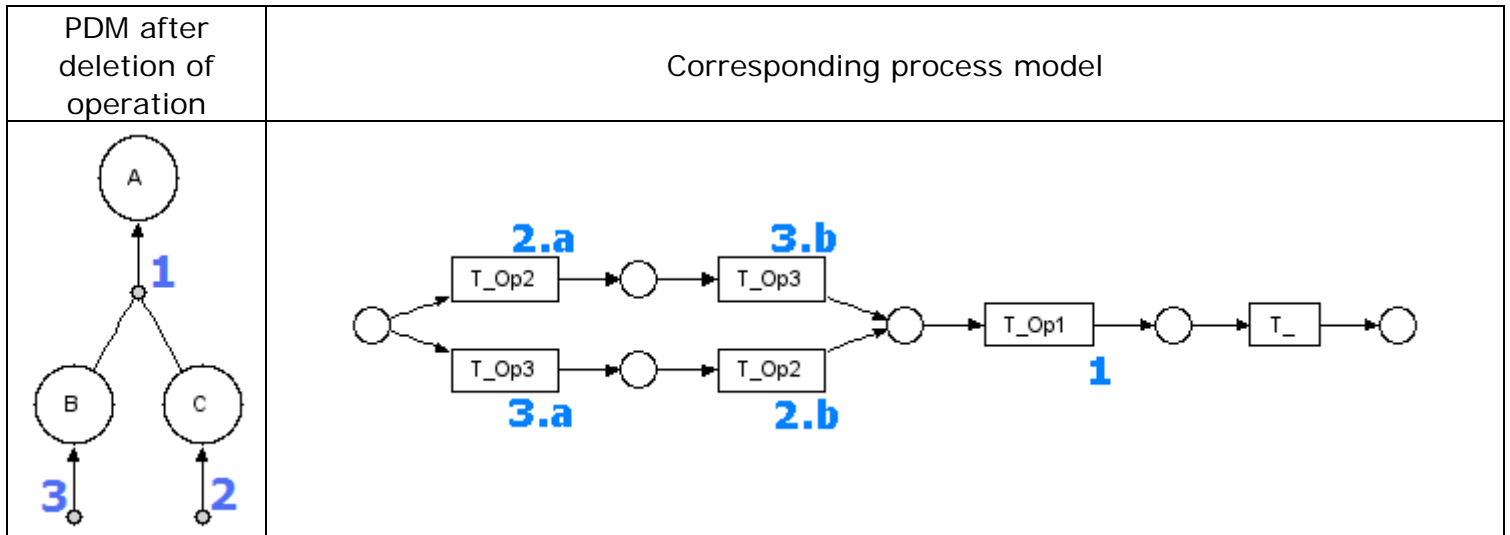 PDM after
deletion of
operation
Corresponding process model
A
1
B
C
3
2
2.a
3.b
T_Op2
T_Op3
T_Op1
T_
T_Op3
T_Op2
1
3.a
2.b